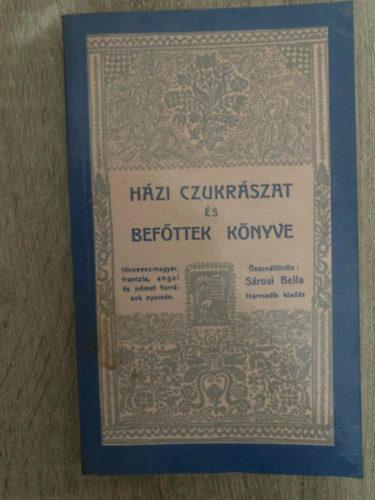 HÁZI CZUKRÁSZAT
ÉS
BEFŐTTEK KÖNYVE
Hírneves magyar,
franczia, angol
és német forrá-
sok nyomán.
Összeállította:
Sárosi Bella
Harmadik kiadás